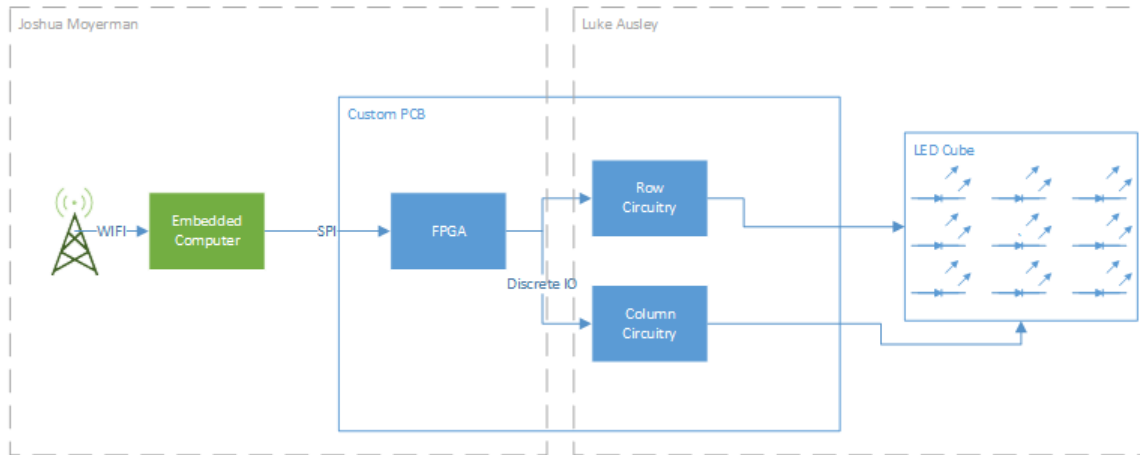 Joshua Moyerman
Luke Ausley
Custom PCB
LED Cube
WIFI
Embedded
Computer
SPI
FPGA
Row
Circuitry
Discrete IO
Column
Circuitry